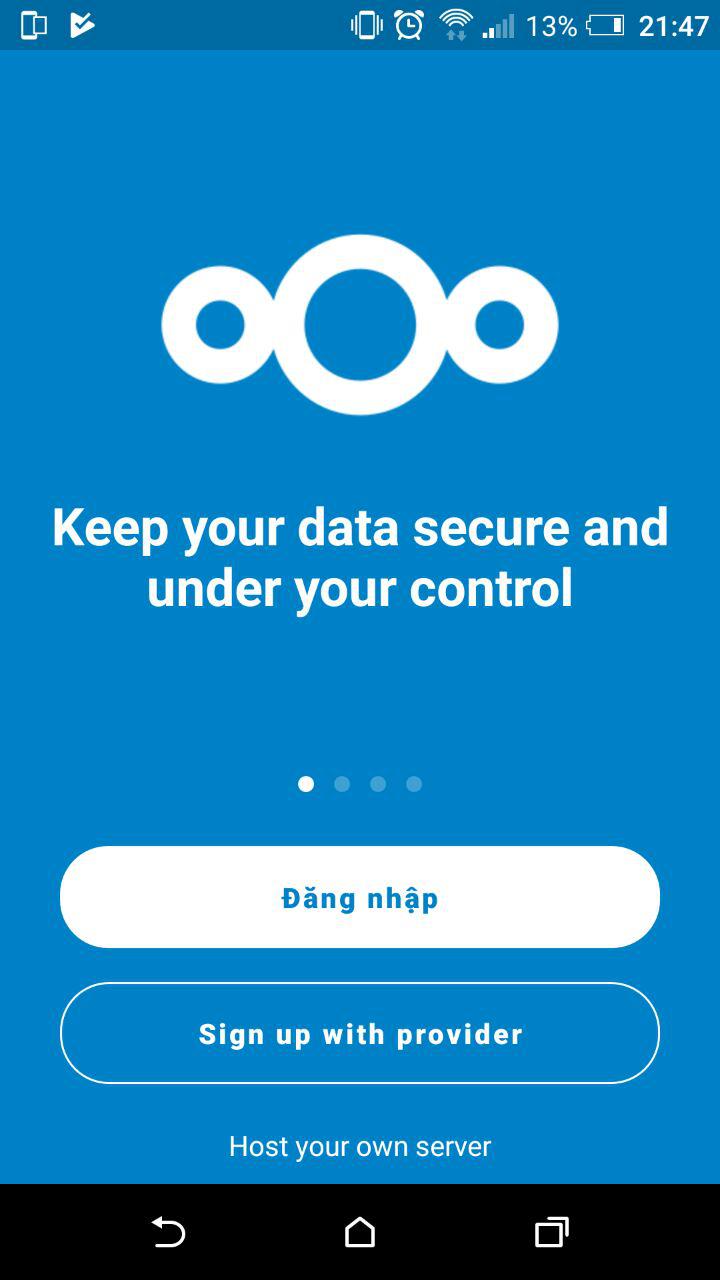 13% 21:47
Keep your data secure and
under your control
Đăng nhập
Sign up with provider
Host your own server